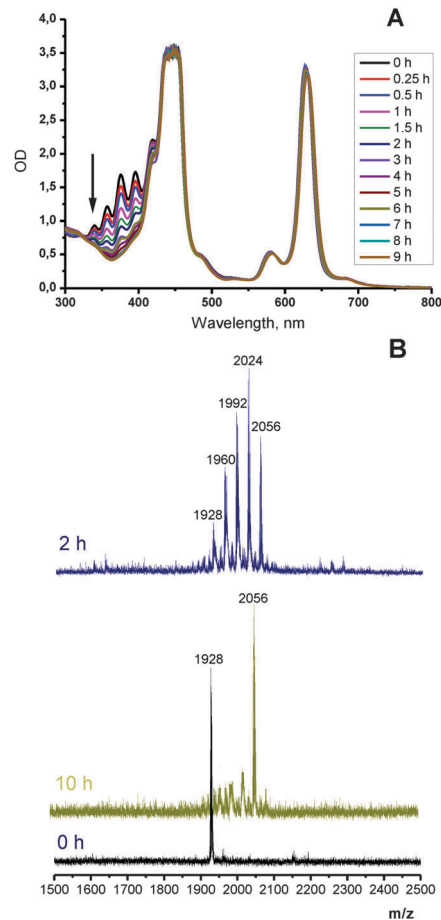 A
4,0
3,5
3,0
2,5
2,0
1,5
1,0
0,5
0,0
OD
300
400
500
600
700
800
Wavelength, nm
0 h
0.25 h
0.5 h
1 h
1.5 h
2 h
3 h
4 h
5 h
6 h
7 h
8 h
9 h
B
2024
1992
2056
1960
1928
2 h
2056
1928
10 h
0 h
1500 1600 1700 1800 1900 2000 2100 2200 2300 2400 2500
m/z